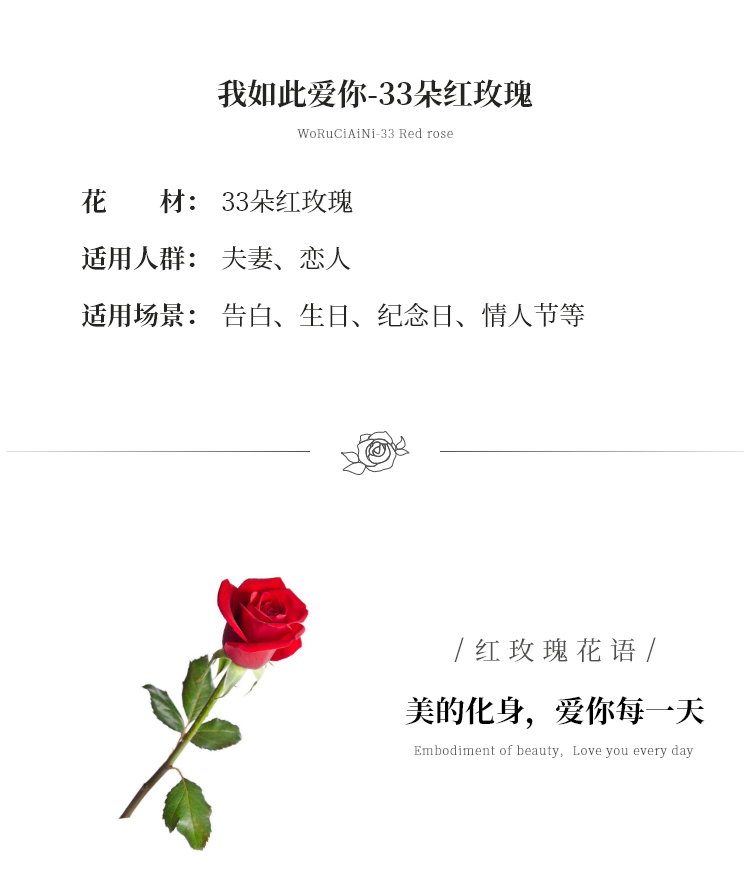 我如此爱你-33朵红玫瑰
WoRuCiAiNi-33 Red rose
花 材： 33朵红玫瑰
适用人群： 夫妻、恋人
适用场景： 告白、生日、纪念日、情人节等
/ 红玫瑰花语 /
美的化身，爱你每一天
Embodiment of beauty，Love you every day